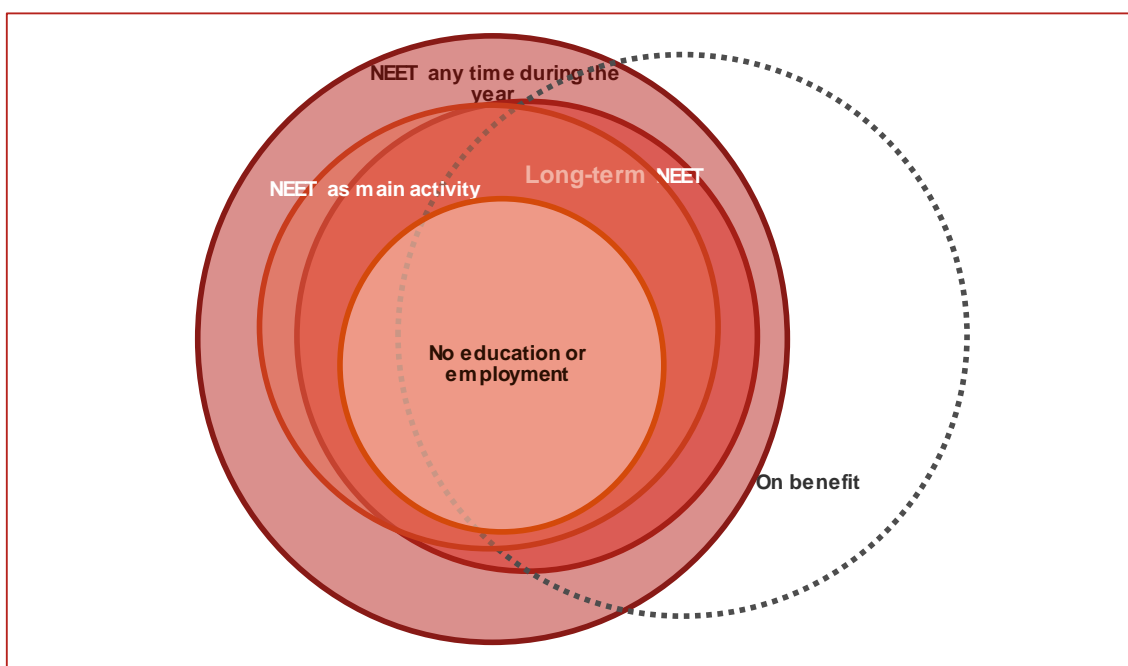 NEET any time during the
year
Long-term NEET
NEET as main activity
No education or
employment
On benefit